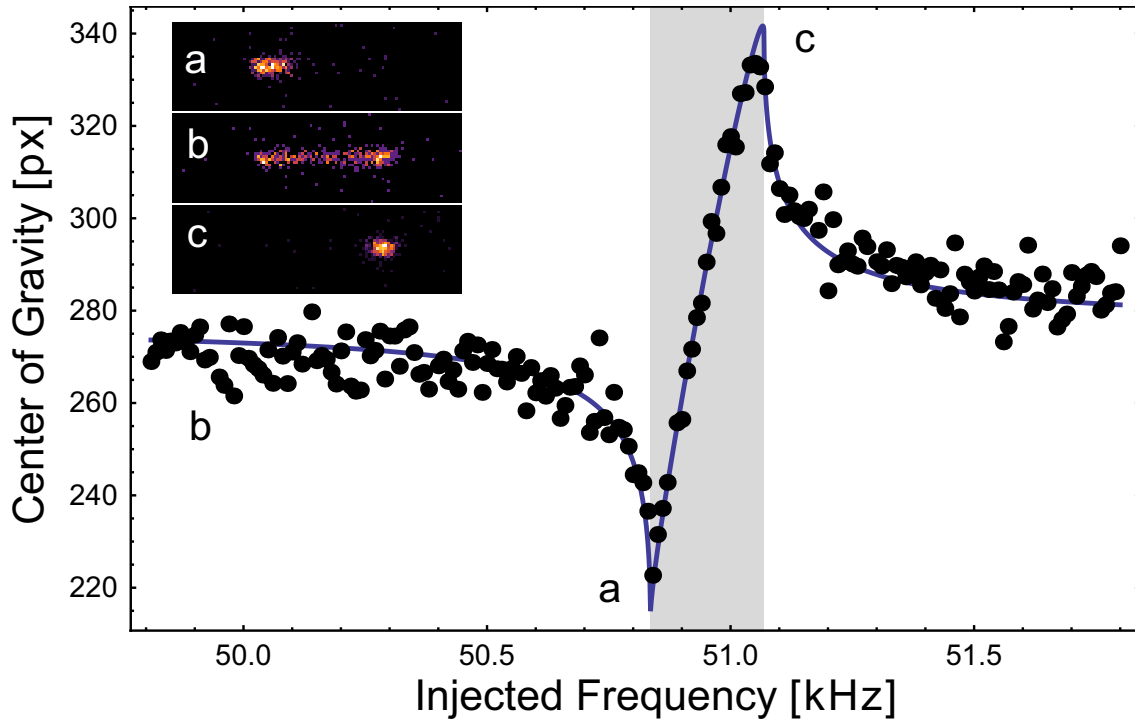 340
320
300
280
260
240
220
Center of Gravity [px]
a
b
c
c
b
a
50.0 50.5 51.0 51.5
Injected Frequency [kHz]